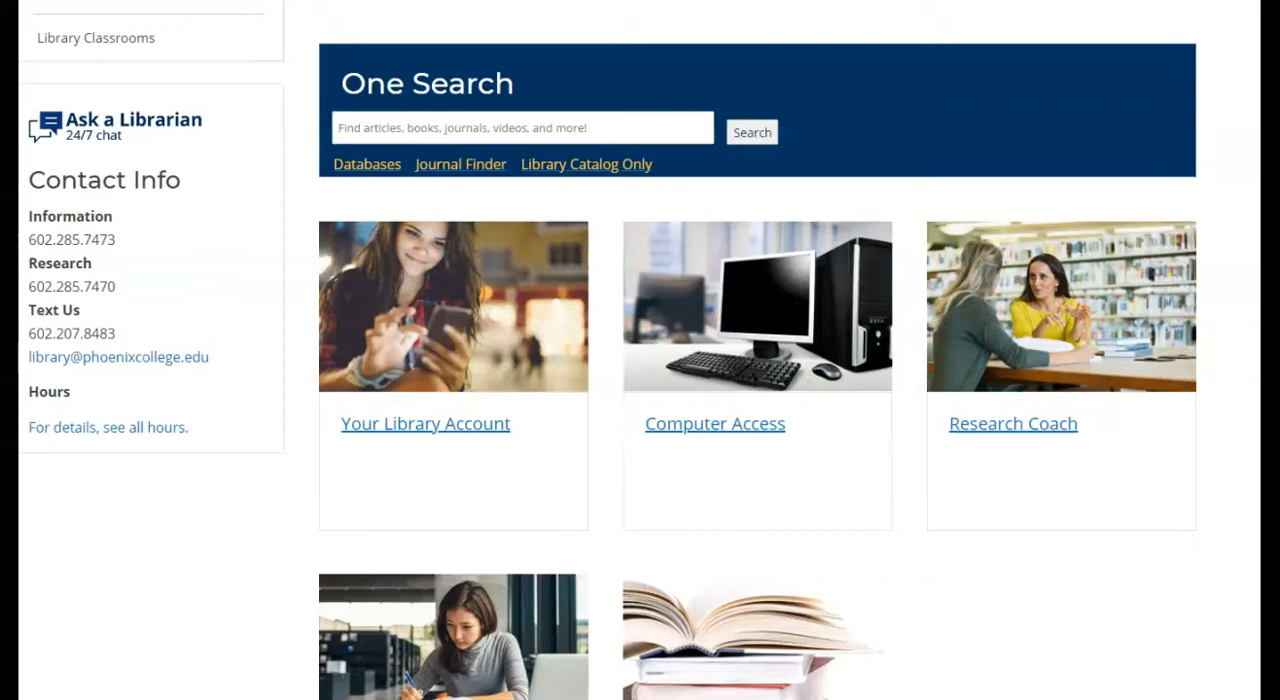 Library Classrooms
Ask a Librarian
24/7 chat
Contact Info
Information
602.285.7473
Research
602.285.7470
Text Us
602.207.8483
library@phoenixcollege.edu
Hours
For details, see all hours.
One Search
Find articles, books, journals, videos, and more!
Search
Databases Journal Finder Library Catalog Only
Your Library Account
Computer Access
Research Coach